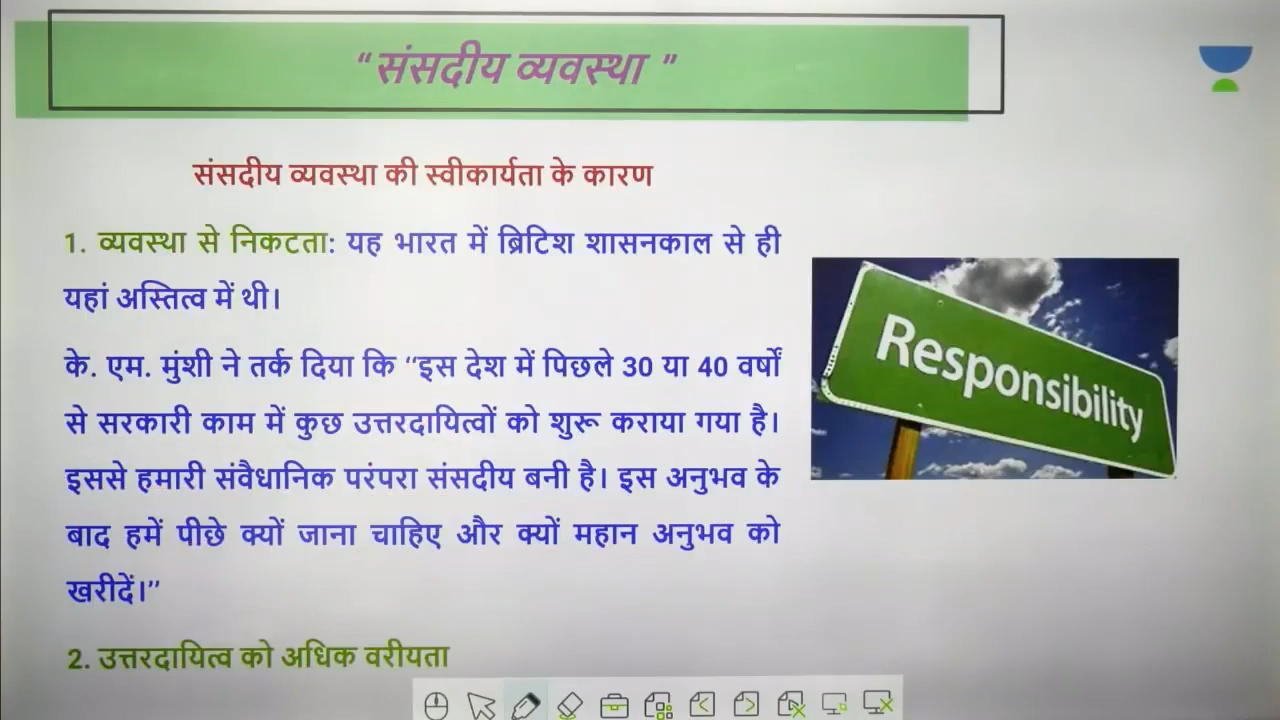 “संसदीय व्यवस्था ”
संसदीय व्यवस्था की स्वीकार्यता के कारण
1. व्यवस्था से निकटता: यह भारत में ब्रिटिश शासनकाल से ही
यहां अस्तित्व में थी।
के. एम. मुंशी ने तर्क दिया कि “इस देश में पिछले 30 या 40 वर्षों
से सरकारी काम में कुछ उत्तरदायित्वों को शुरू कराया गया है।
इससे हमारी संवैधानिक परंपरा संसदीय बनी है। इस अनुभव के
बाद हमें पीछे क्यों जाना चाहिए और क्यों महान अनुभव को
खरीदें।”
Responsibility
2. उत्तरदायित्व को अधिक वरीयता